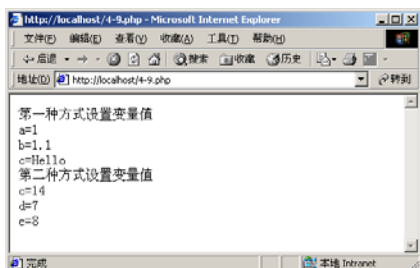 http://localhost/4-9.php - Microsoft Internet Explorer
文件(F) 编辑(E) 查看(V) 收藏(A) 工具(T) 帮助(H)
后退 搜索 收藏 历史
地址(D) http://localhost/4-9.php 转到
第一种方式设置变量值
a=1
b=1.1
c=Hello
第二种方式设置变量值
c=14
d=7
e=8
完成 本地 Intranet